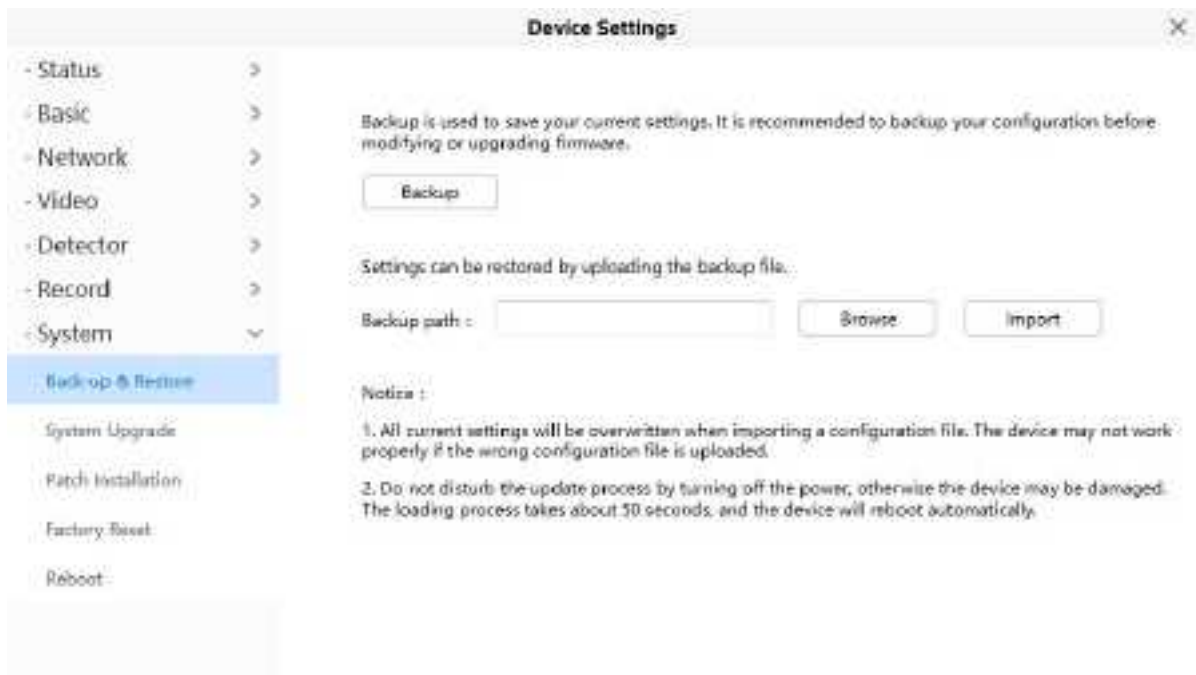 Device Settings
- Status
- Basic
- Network
- Video
- Detector
- Record
- System
Back-up & Restore
System Upgrade
Patch Installation
Factory Reset
Reboot
Backup is used to save your current settings. It is recommended to backup your configuration before
modifying or upgrading firmware.
Backup
Settings can be restored by uploading the backup file.
Backup path :
Browse
Import
Notice :
1. All current settings will be overwritten when importing a configuration file. The device may not work
properly if the wrong configuration file is uploaded.
2. Do not disturb the update process by turning off the power, otherwise the device may be damaged.
The loading process takes about 50 seconds, and the device will reboot automatically.